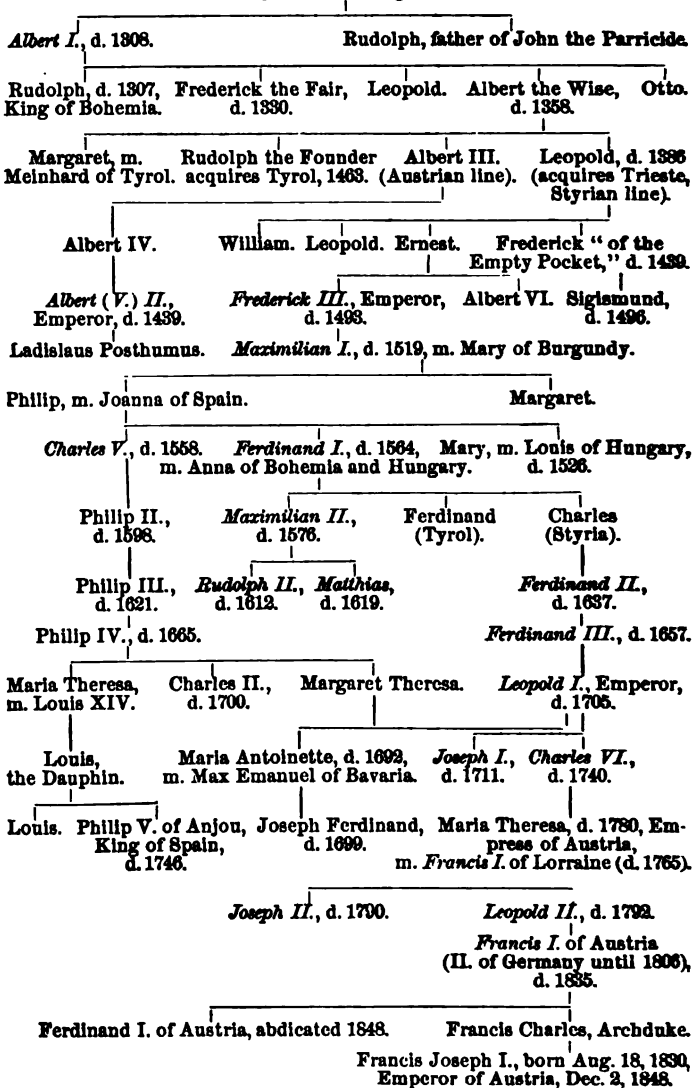 Albert I., d. 1308. Rudolph, father of John the Parricide.
Rudolph, d. 1307, Frederick the Fair, Leopold. Albert the Wise, Otto.
King of Bohemia. d. 1330. d. 1358.
Margaret, m. Rudolph the Founder Albert III. Leopold, d. 1386
Meinhard of Tyrol. acquires Tyrol, 1463. (Austrian line). (acquires Trieste,
Styrian line).
Albert IV. William. Leopold. Ernest. Frederick "of the
Empty Pocket," d. 1439.
Albert (V.) II., Frederick III., Emperor, Albert VI. Sigismund,
Emperor, d. 1439. d. 1493. d. 1496.
Ladislaus Posthumus. Maximilian I., d. 1519, m. Mary of Burgundy.
Philip, m. Joanna of Spain. Margaret.
Charles V., d. 1558. Ferdinand I., d. 1564, Mary, m. Louis of Hungary,
m. Anna of Bohemia and Hungary. d. 1526.
Philip II., Maximilian II., Ferdinand Charles
d. 1598. d. 1576. (Tyrol). (Styria).
Philip III., Rudolph II., Matthias, Ferdinand II.,
d. 1621. d. 1612. d. 1619. d. 1637.
Philip IV., d. 1665. Ferdinand III., d. 1657.
Maria Theresa, Charles II., Margaret Theresa. Leopold I., Emperor,
m. Louis XIV. d. 1700. d. 1705.
Louis, Maria Antoinette, d. 1692, Joseph I., Charles VI.,
the Dauphin. m. Max Emanuel of Bavaria. d. 1711. d. 1740.
Louis. Philip V. of Anjou, Joseph Ferdinand, Maria Theresa, d. 1780, Em-
King of Spain, d. 1699. press of Austria,
d. 1746. m. Francis I. of Lorraine (d. 1765).
Joseph II., d. 1790. Leopold II., d. 1792.
Francis I. of Austria
(II. of Germany until 1806),
d. 1835.
Ferdinand I. of Austria, abdicated 1848. Francis Charles, Archduke.
Francis Joseph I., born Aug. 18, 1830,
Emperor of Austria, Dec. 2, 1848.